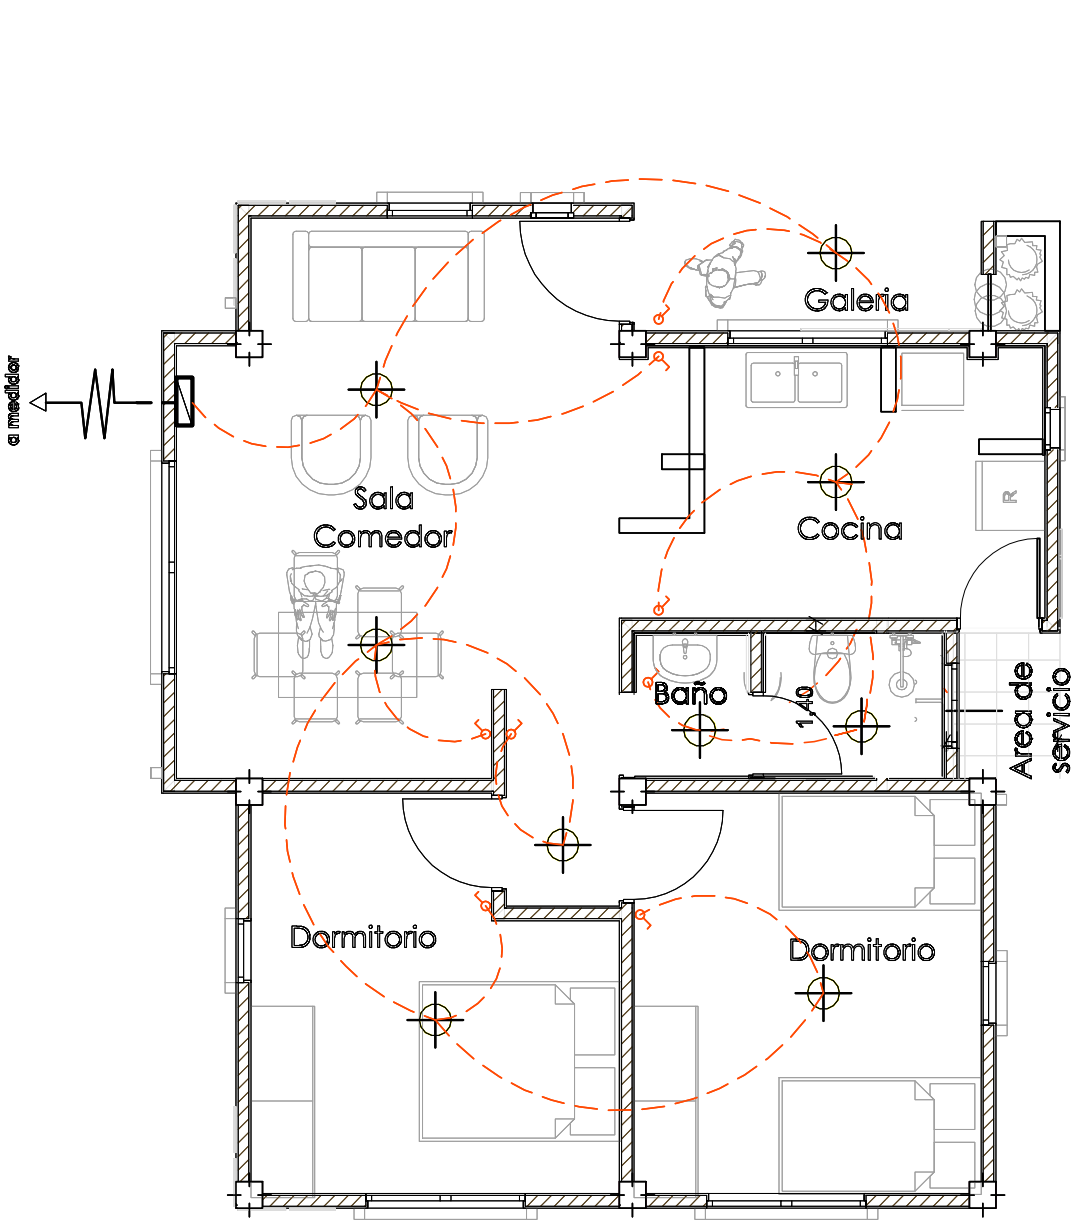 Galeria
a medidor
Sala
Comedor
R
Cocina
Baño
1,40
Area de
servicio
Dormitorio
Dormitorio